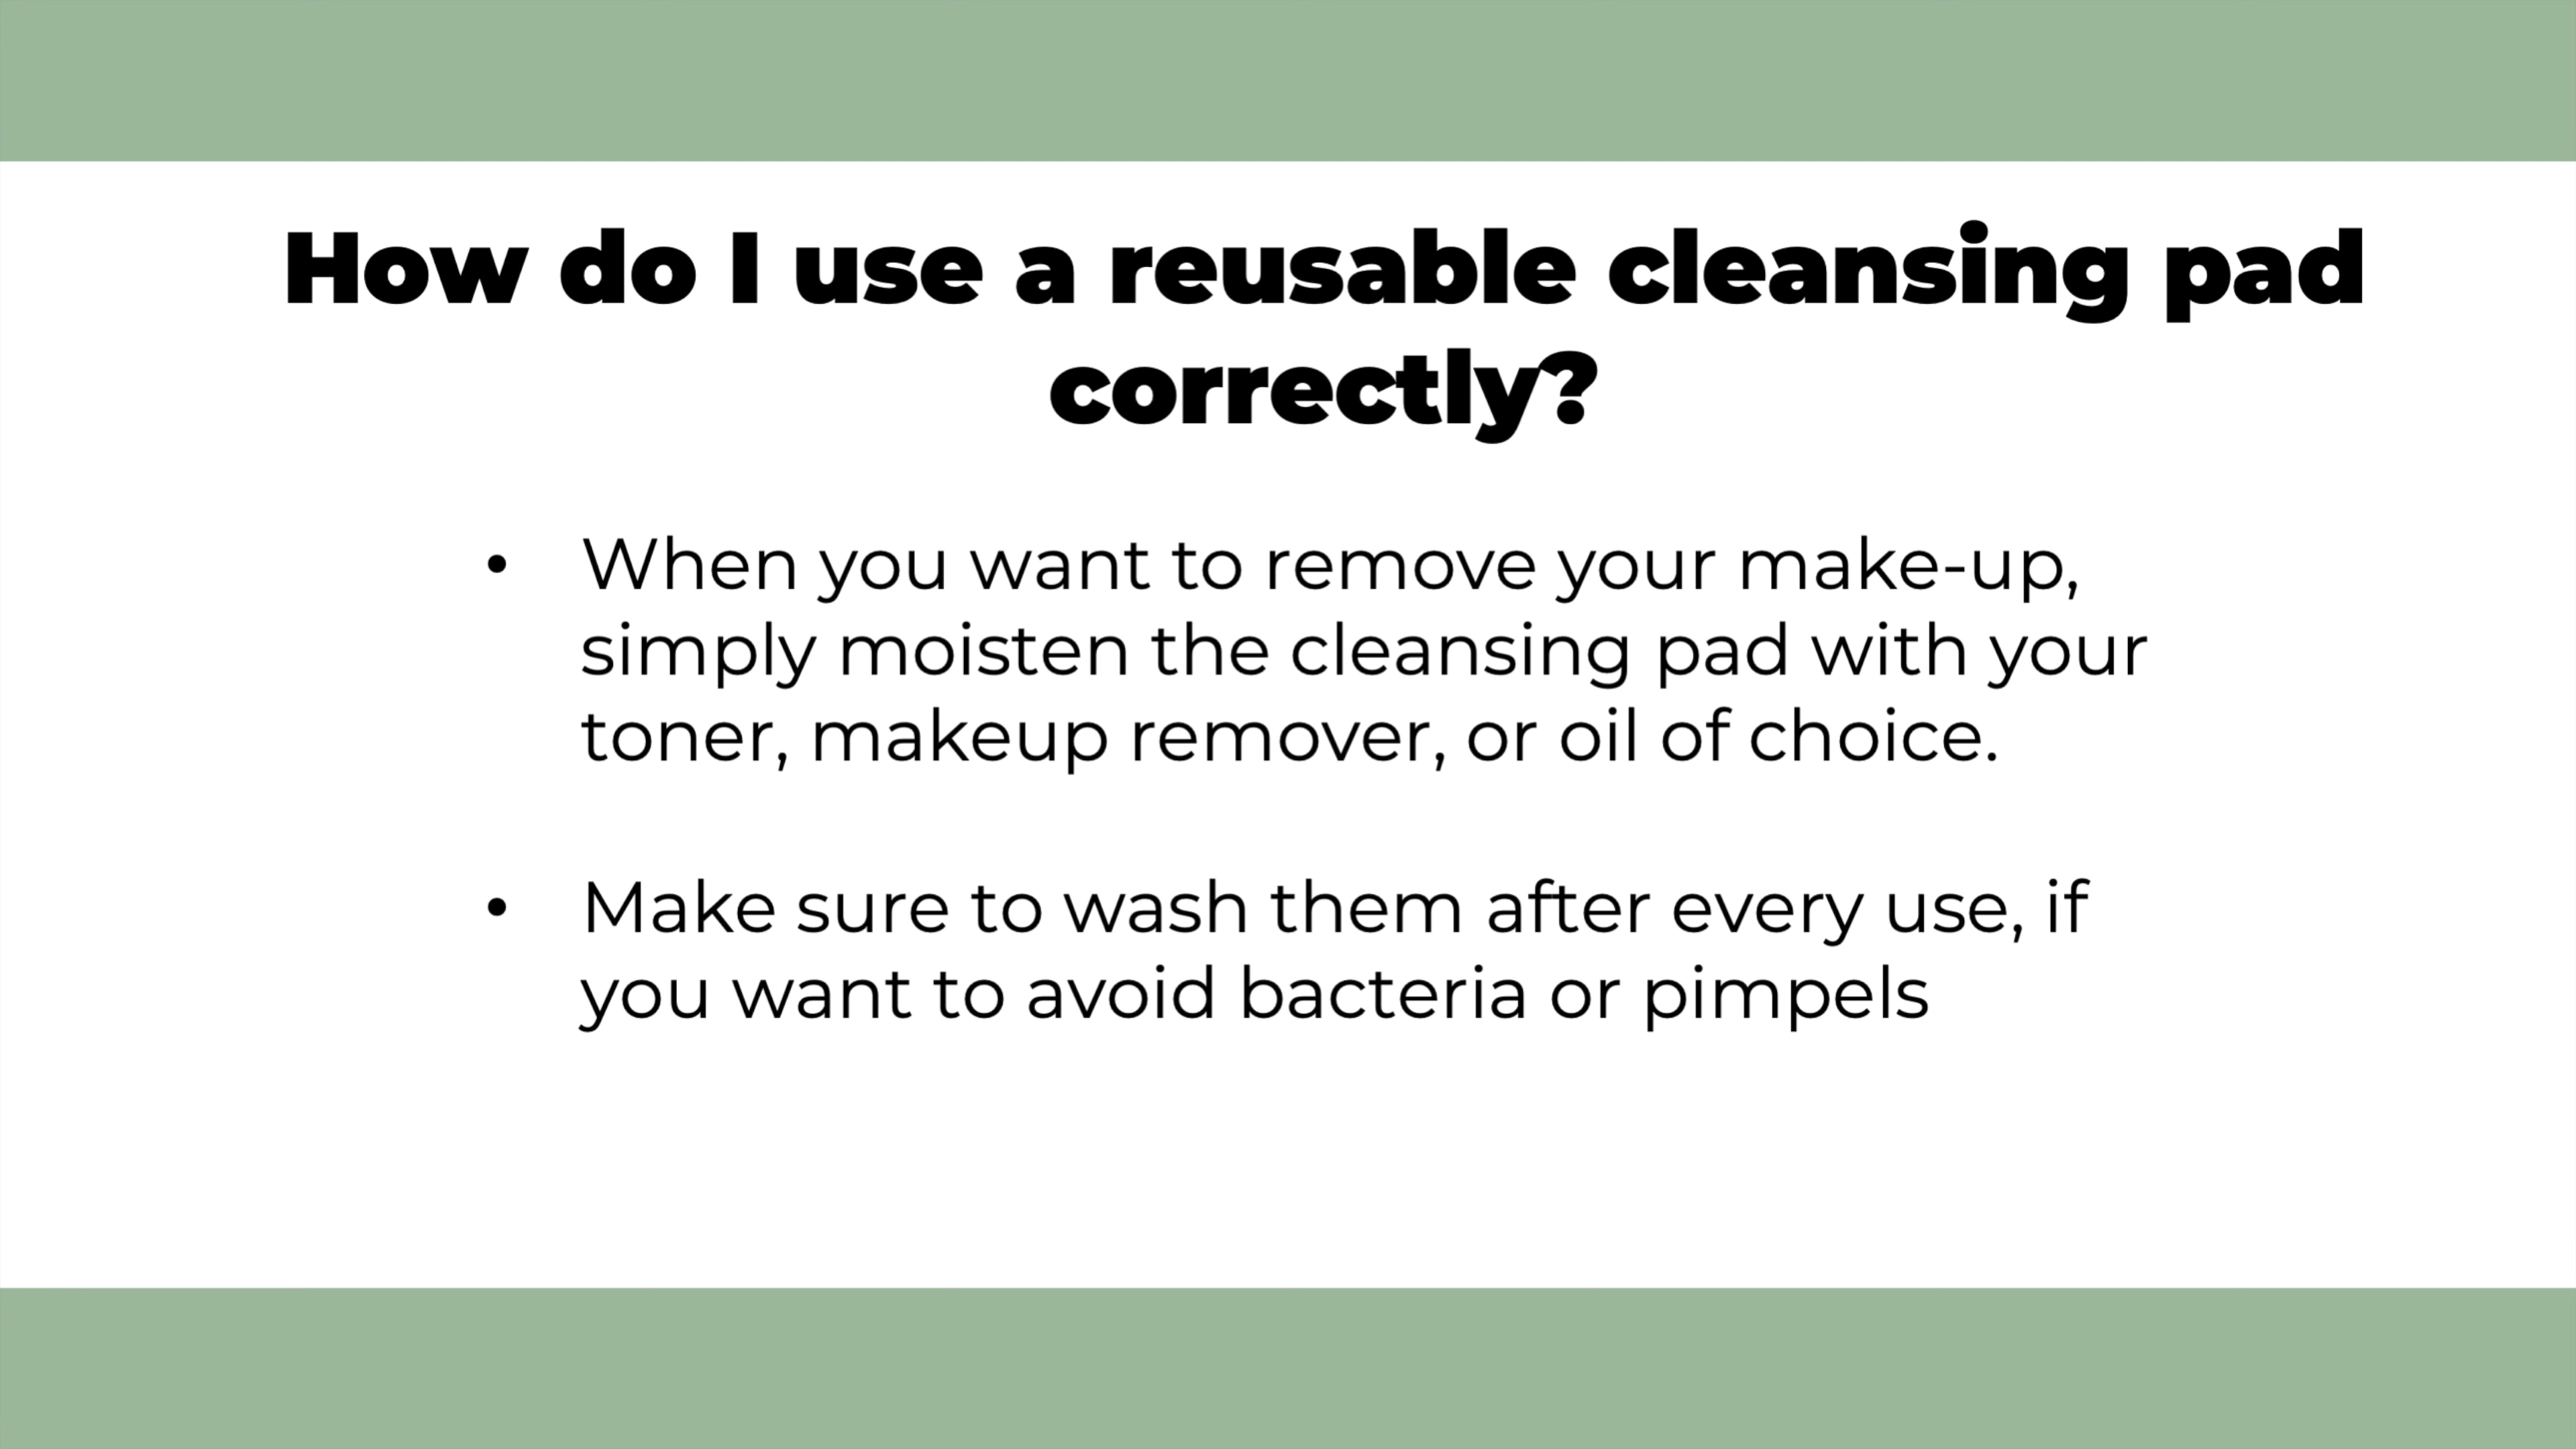 How do I use a reusable cleansing pad
correctly?
• When you want to remove your make-up,
simply moisten the cleansing pad with your
toner, makeup remover, or oil of choice.
• Make sure to wash them after every use, if
you want to avoid bacteria or pimpels